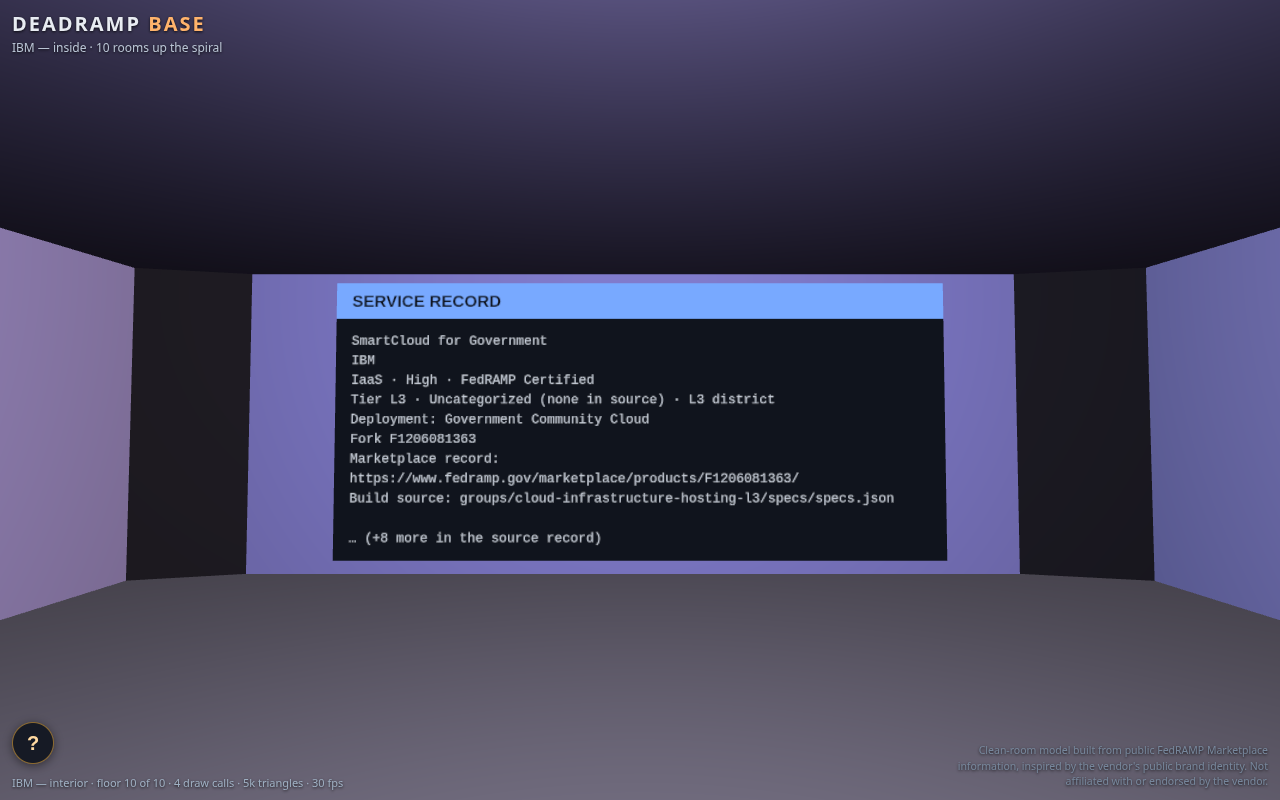 DEADRAMP BASE
IBM — inside · 10 rooms up the spiral
SERVICE RECORD
SmartCloud for Government
IBM
IaaS · High · FedRAMP Certified
Tier L3 · Uncategorized (none in source) · L3 district
Deployment: Government Community Cloud
Fork F1206081363
Marketplace record:
https://www.fedramp.gov/marketplace/products/F1206081363/
Build source: groups/cloud-infrastructure-hosting-l3/specs/specs.json
… (+8 more in the source record)
?
IBM — interior · floor 10 of 10 · 4 draw calls · 5k triangles · 30 fps
Clean-room model built from public FedRAMP Marketplace
information, inspired by the vendor's public brand identity. Not
affiliated with or endorsed by the vendor.